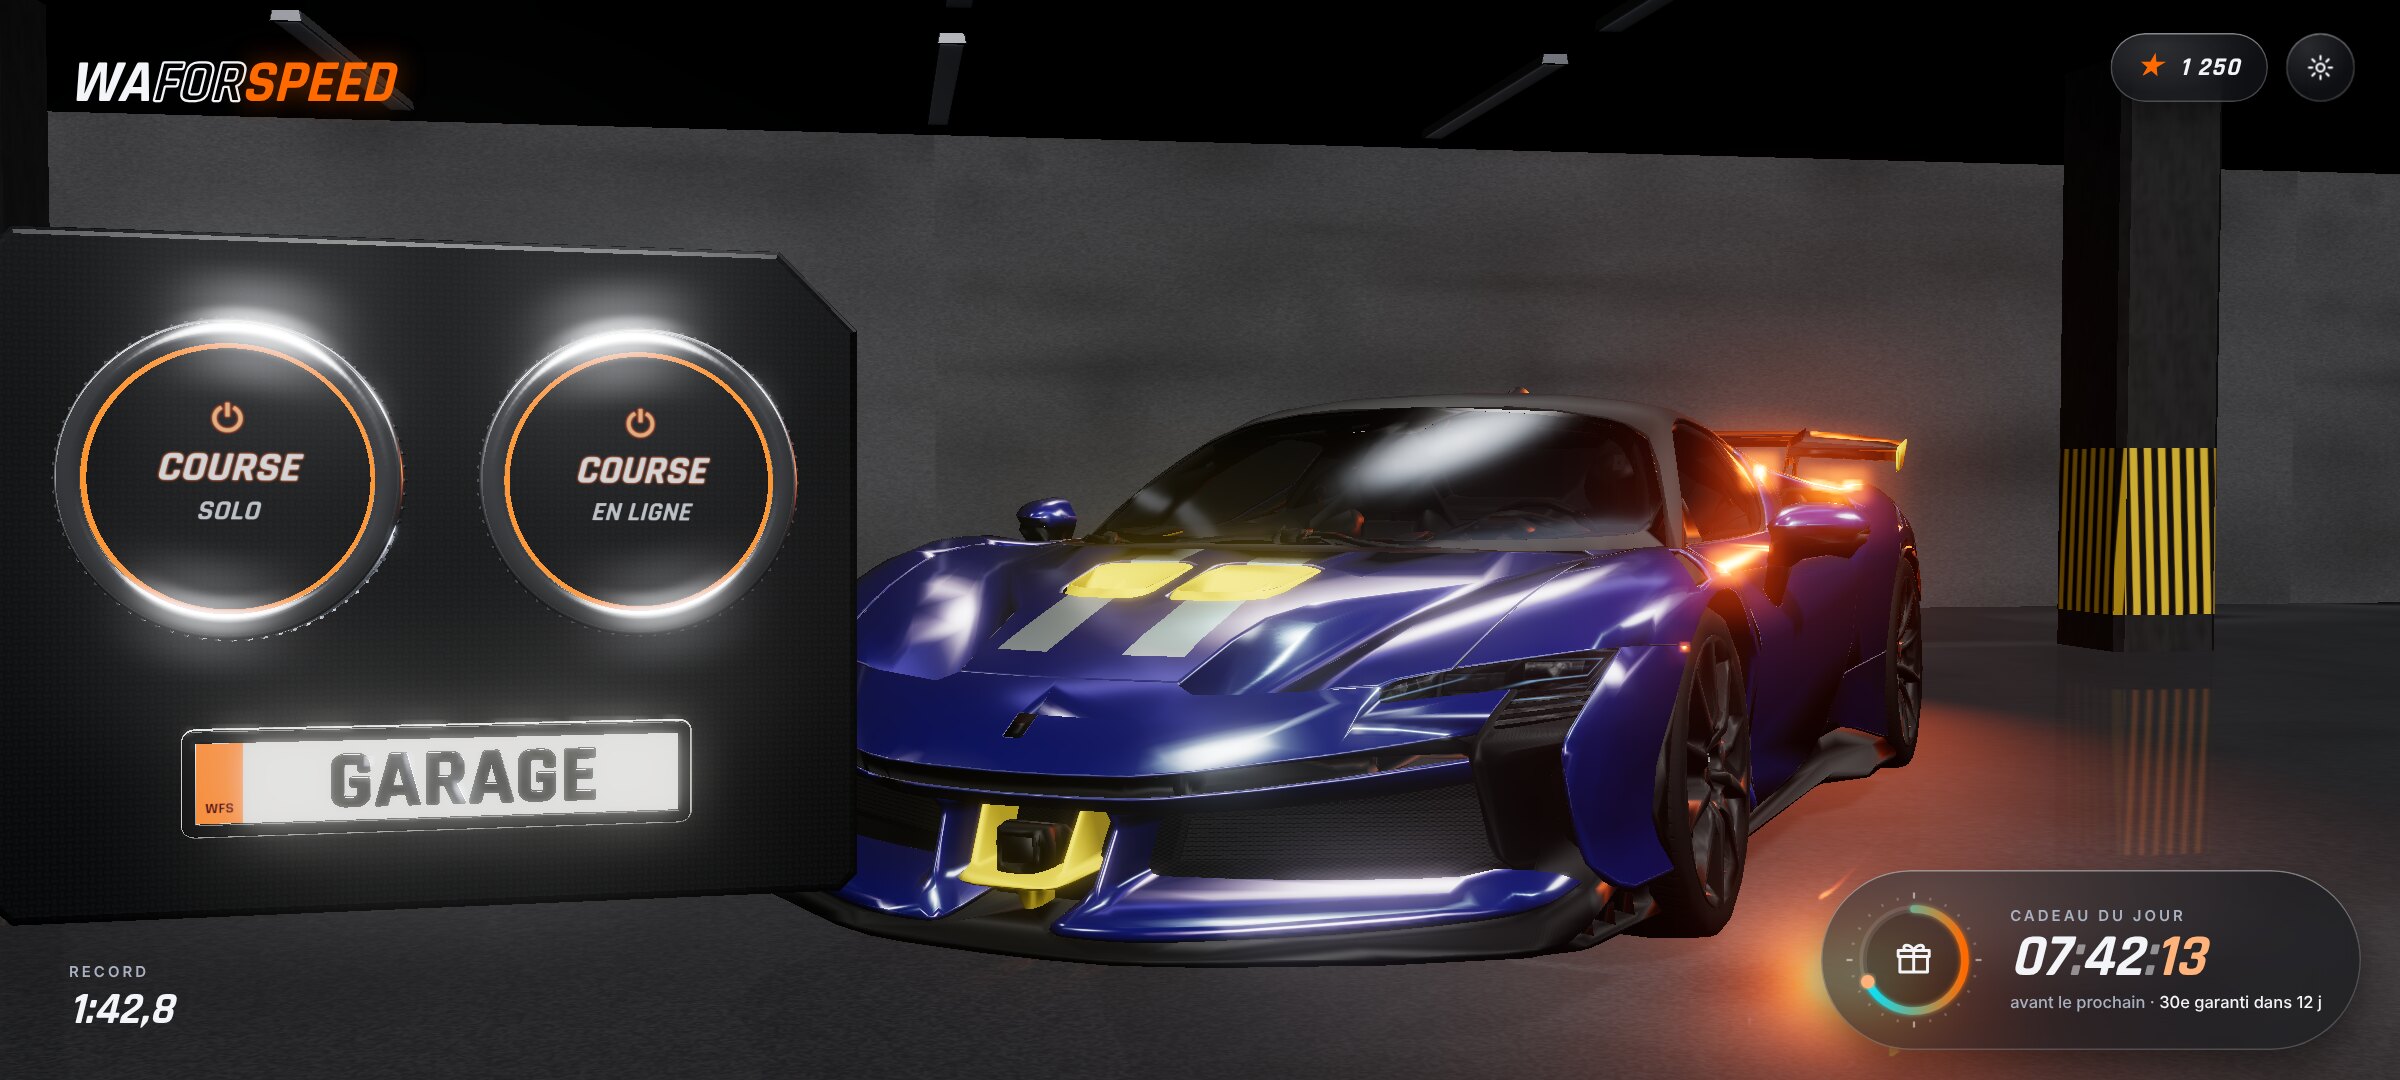 WAFORSPEED
1 250
COURSE
SOLO
COURSE
EN LIGNE
WFS
GARAGE
RECORD
1:42,8
CADEAU DU JOUR
07:42:13
avant le prochain · 30e garanti dans 12 j